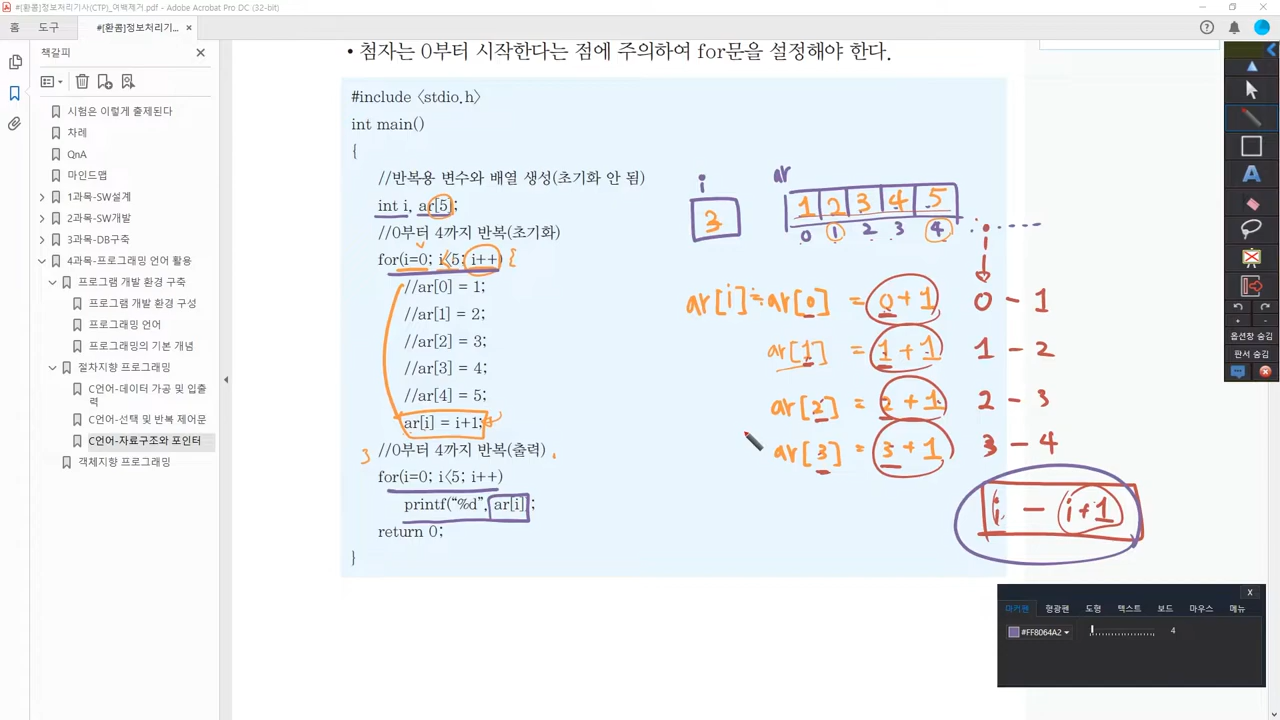 #[환콤]정보처리기사(CTP)_여백제거.pdf - Adobe Acrobat Pro DC (32-bit)
홈 도구 #[환콤]정보처리기...
책갈피
시험은 이렇게 출제된다
차례
QnA
마인드맵
1과목-SW설계
2과목-SW개발
3과목-DB구축
4과목-프로그래밍 언어 활용
프로그램 개발 환경 구축
프로그램 개발 환경 구성
프로그래밍 언어
프로그래밍의 기본 개념
절차지향 프로그래밍
C언어-데이터 가공 및 입출
력
C언어-선택 및 반복 제어문
C언어-자료구조와 포인터
객체지향 프로그래밍
• 첨자는 0부터 시작한다는 점에 주의하여 for문을 설정해야 한다.
#include <stdio.h>
int main()
{
//반복용 변수와 배열 생성(초기화 안 됨)
int i, ar[5];
//0부터 4까지 반복(초기화)
for(i=0; i<5; i++) {
//ar[0] = 1;
//ar[1] = 2;
//ar[2] = 3;
//ar[3] = 4;
//ar[4] = 5;
ar[i] = i+1;
}
//0부터 4까지 반복(출력)
for(i=0; i<5; i++)
printf("%d", ar[i]);
return 0;
}
i ar
3 1 2 3 4 5
0 1 2 3 4
ar[i] = ar[0] = 0+1 0 - 1
ar[1] = 1+1 1 - 2
ar[2] = 2+1 2 - 3
ar[3] = 3+1 3 - 4
i - i+1
옵션창 숨김
판서 숨김
X
마커펜 형광펜 도형 텍스트 보드 마우스 메뉴
#FF8064A2 4